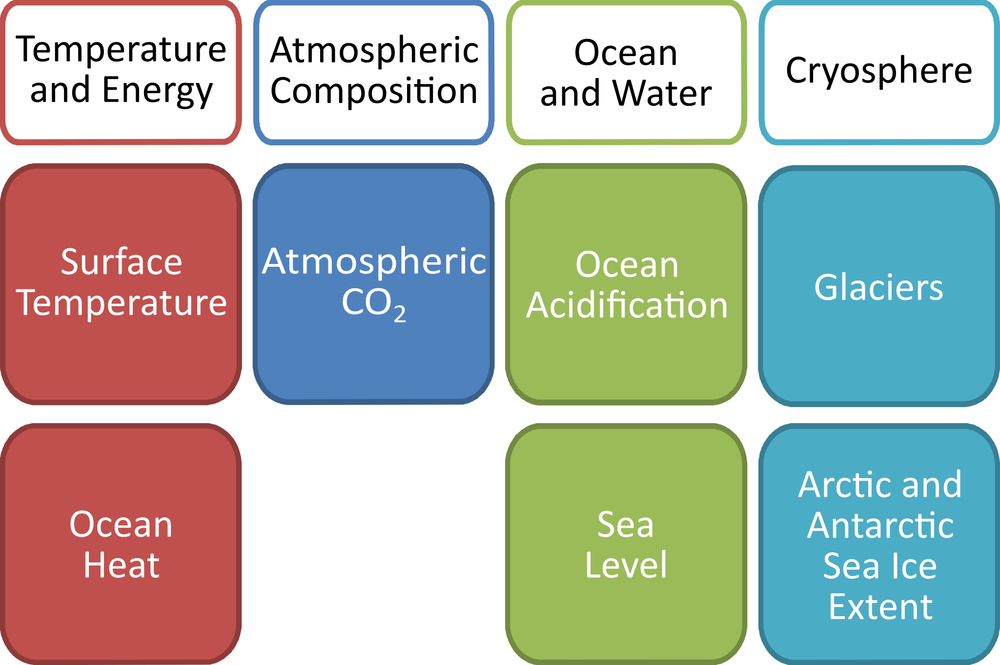 Temperature
and Energy
Atmospheric
Composition
Ocean
and Water
Cryosphere
Surface
Temperature
Atmospheric
CO₂
Ocean
Acidification
Glaciers
Ocean
Heat
Sea
Level
Arctic and
Antarctic
Sea Ice
Extent